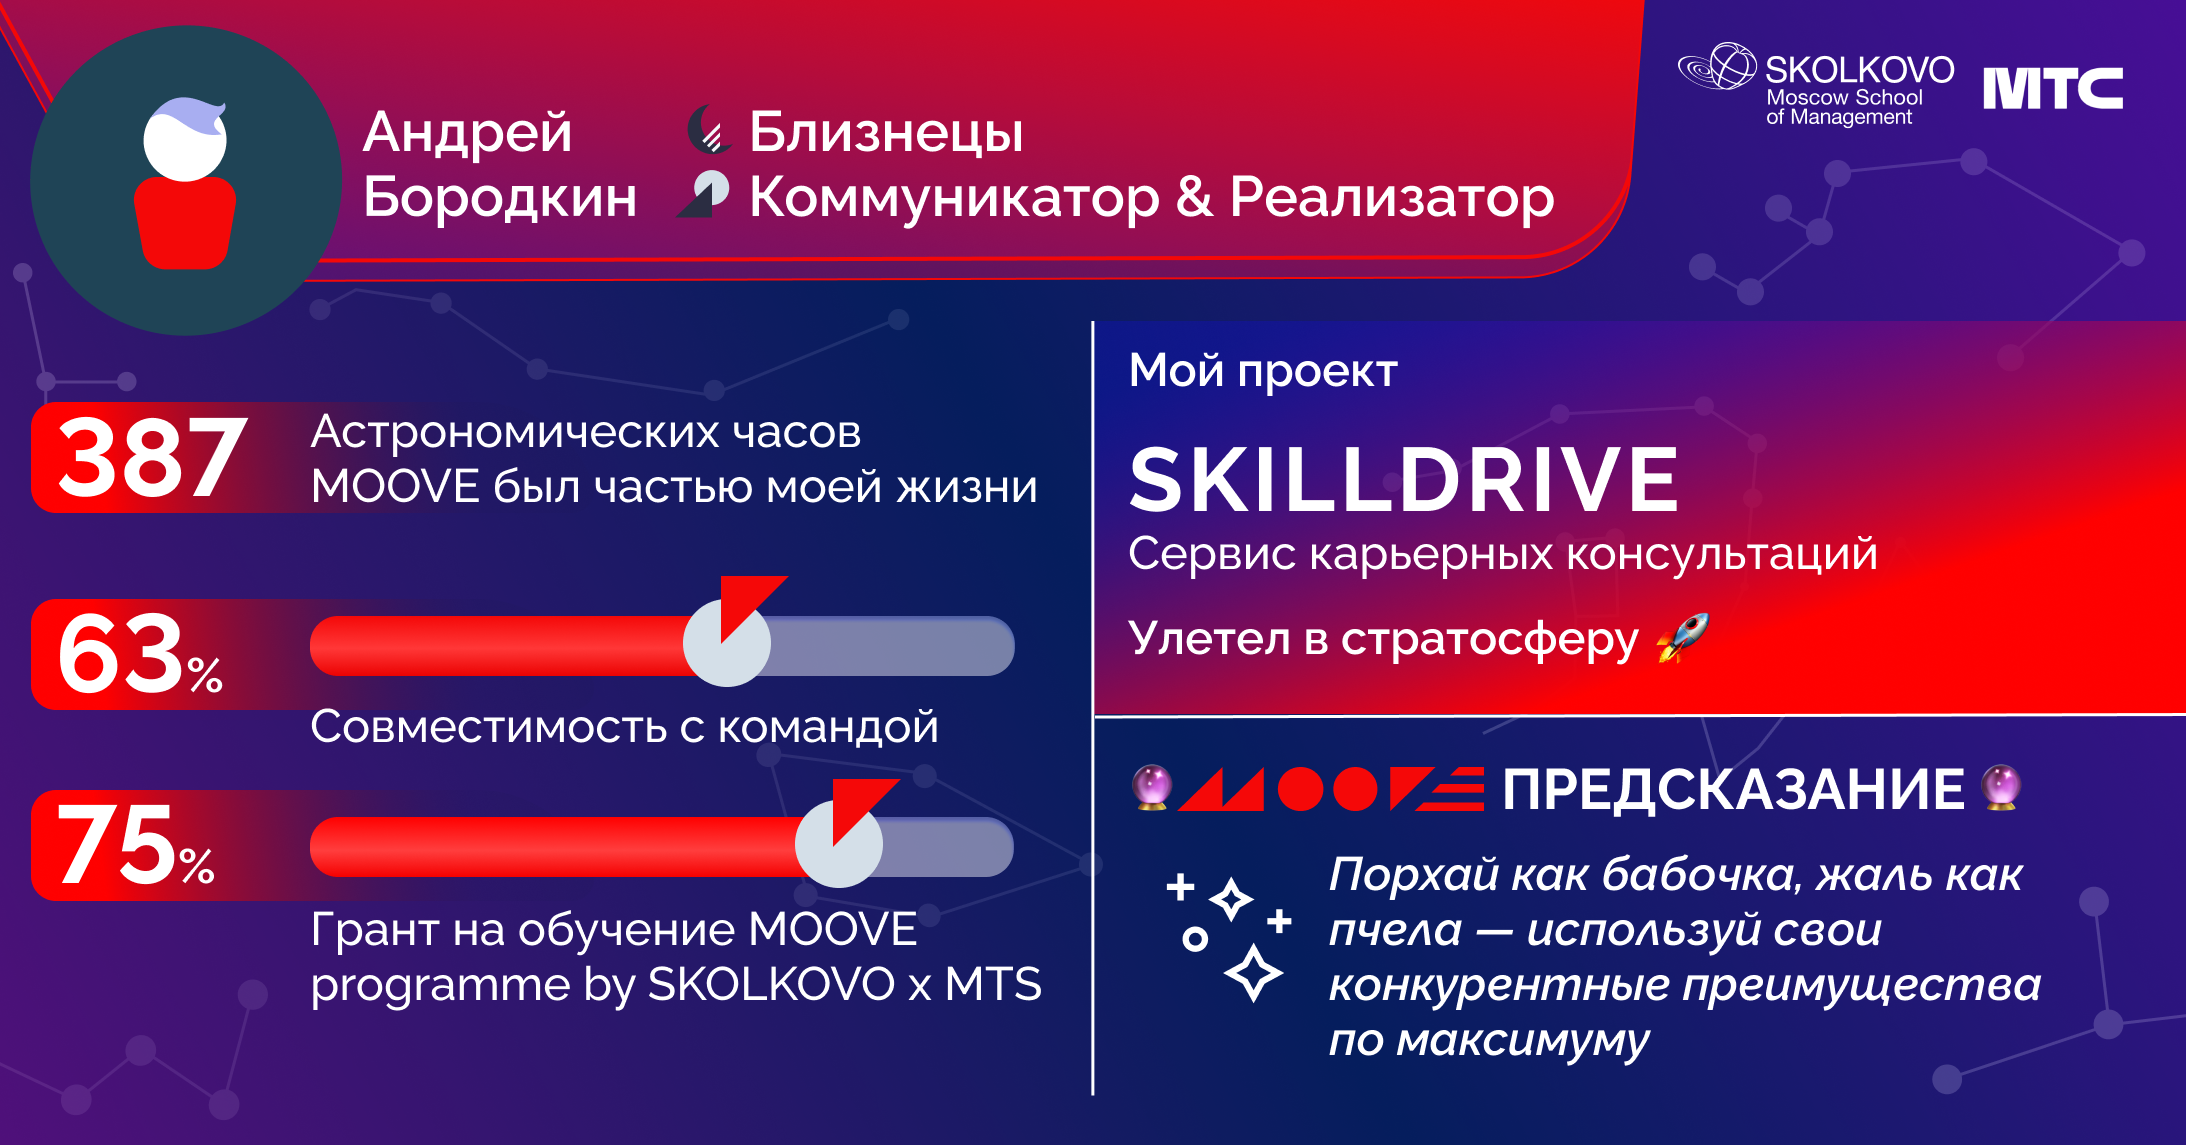 Андрей
Бородкин
Близнецы
Коммуникатор & Реализатор
SKOLKOVO
Moscow School
of Management
МТС
387
Астрономических часов
MOOVE был частью моей жизни
63%
Совместимость с командой
75%
Грант на обучение MOOVE
programme by SKOLKOVO x MTS
Мой проект
SKILLDRIVE
Сервис карьерных консультаций
Улетел в стратосферу 🚀
🔮 MOOVE ПРЕДСКАЗАНИЕ 🔮
Порхай как бабочка, жаль как
пчела — используй свои
конкурентные преимущества
по максимуму